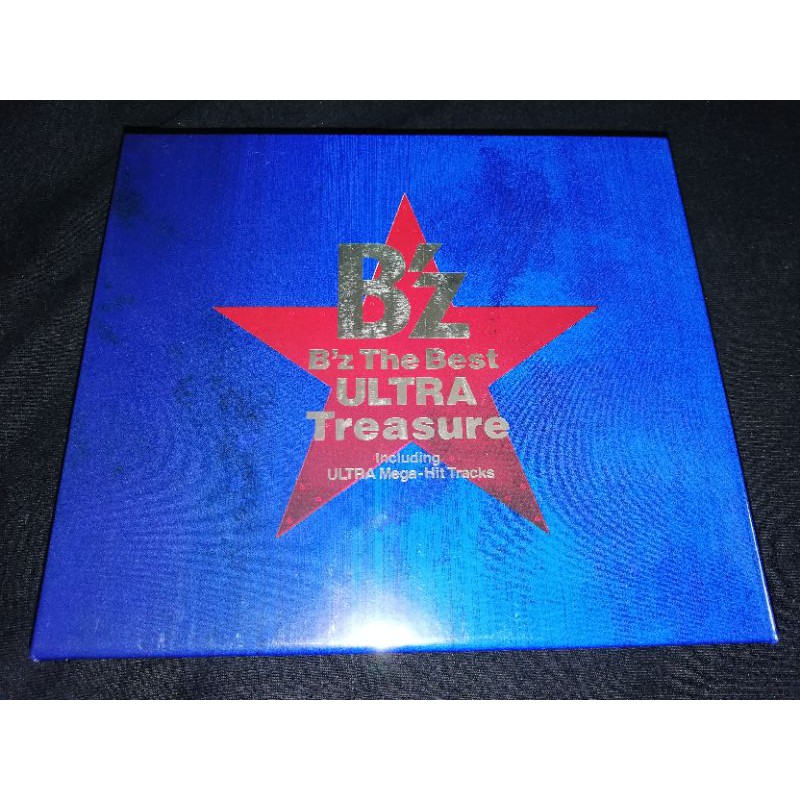 B'z
B'z The Best
ULTRA
Treasure
Including
ULTRA Mega-Hit Tracks